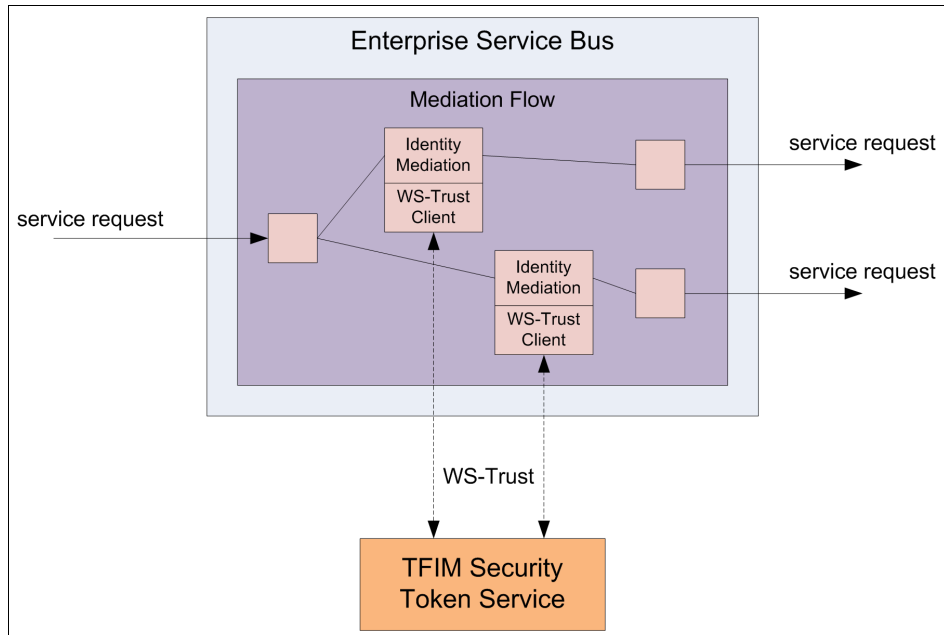 Enterprise Service Bus
Mediation Flow
service request
Identity
Mediation
WS-Trust
Client
service request
Identity
Mediation
WS-Trust
Client
service request
WS-Trust
TFIM Security
Token Service